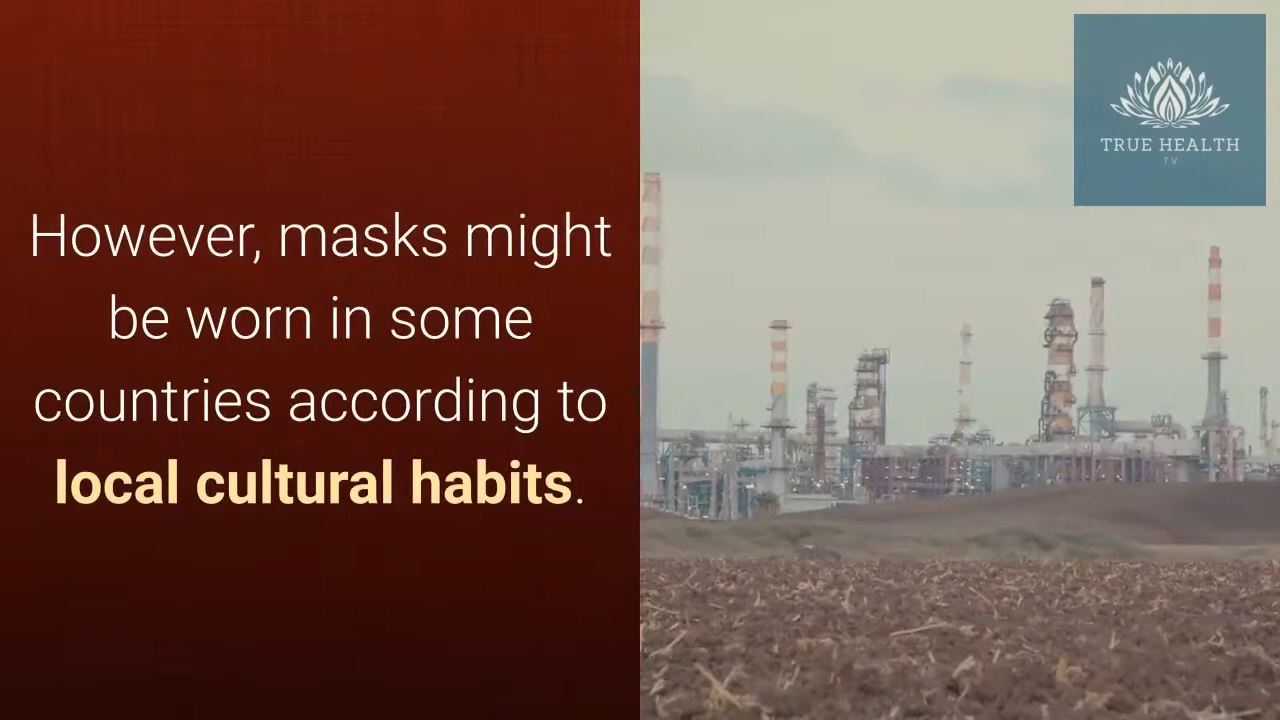 However, masks might
be worn in some
countries according to
local cultural habits.
TRUE HEALTH
TV